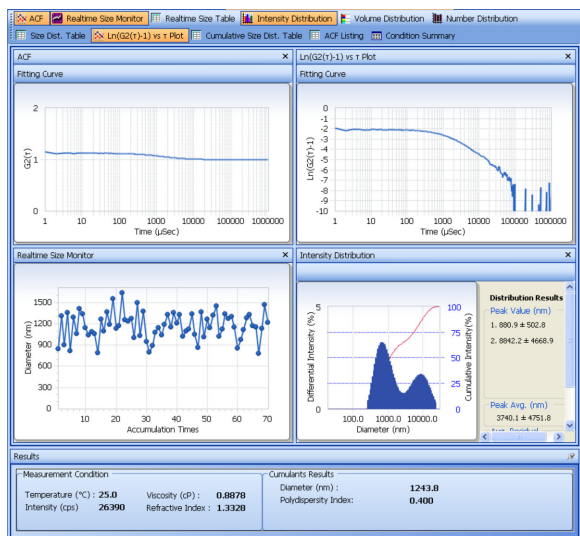 ACF Realtime Size Monitor Realtime Size Table Intensity Distribution Volume Distribution Number Distribution
Size Dist. Table Ln(G2(τ)-1) vs τ Plot Cumulative Size Dist. Table ACF Listing Condition Summary
ACF
Fitting Curve
G2(τ)
2
1
0
1 10 100 1000 10000 100000 1000000
Time (μSec)
Ln(G2(τ)-1) vs τ Plot
Fitting Curve
Ln(G2(τ)-1)
0
-1
-2
-3
-4
-5
-6
-7
-8
-9
-10
1 10 100 1000 10000 100000 1000000
Time (μSec)
Realtime Size Monitor
Diameter (nm)
1500
1200
900
600
300
0
10 20 30 40 50 60 70
Accumulation Times
Intensity Distribution
Differential Intensity(%)
5
0
100.0 1000.0 10000.0
Diameter (nm)
100
75
50
25
0
Cumulative Intensity(%)
Distribution Results
Peak Value (nm)
1. 880.9 ± 502.8
2. 8842.2 ± 4668.9
Peak Avg. (nm)
3740.1 ± 4751.8
Results
Measurement Condition
Temperature (°C) : 25.0 Viscosity (cP) : 0.8878
Intensity (cps) 26390 Refractive Index : 1.3328
Cumulants Results
Diameter (nm) : 1243.8
Polydispersity Index: 0.400